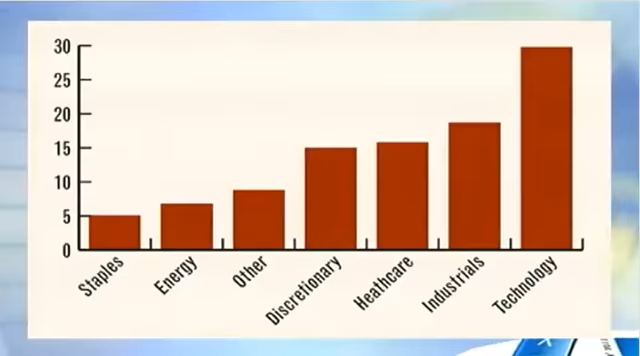 30
25
20
15
10
5
0
Staples
Energy
Other
Discretionary
Heathcare
Industrials
Technology